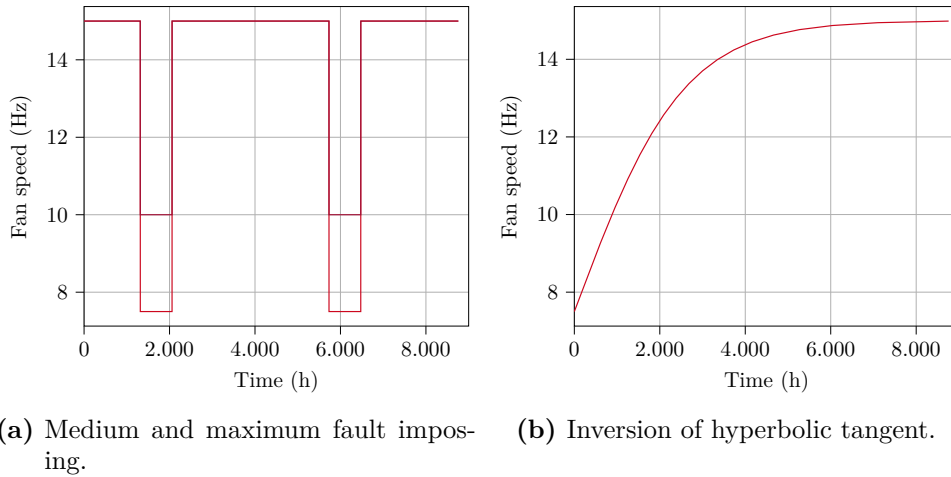 14
12
10
8
Fan speed (Hz)
0 2.000 4.000 6.000 8.000
Time (h)
14
12
10
8
Fan speed (Hz)
0 2.000 4.000 6.000 8.000
Time (h)
(a) Medium and maximum fault impos-
ing.
(b) Inversion of hyperbolic tangent.